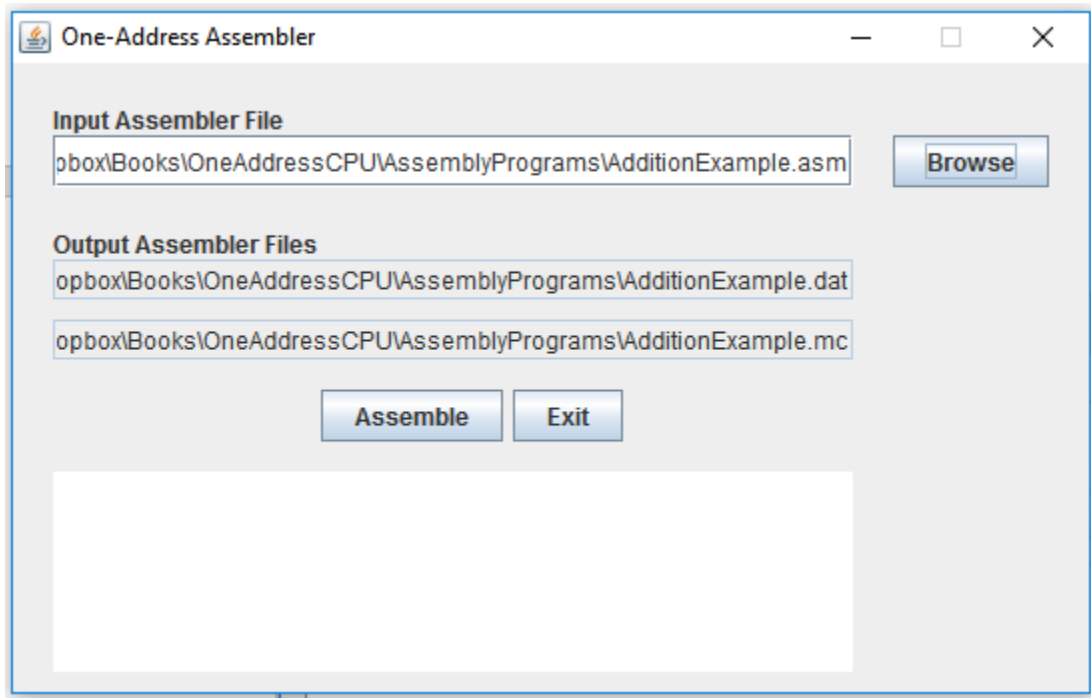 One-Address Assembler
Input Assembler File
pbox\Books\OneAddressCPU\AssemblyPrograms\AdditionExample.asm
Browse
Output Assembler Files
opbox\Books\OneAddressCPU\AssemblyPrograms\AdditionExample.dat
opbox\Books\OneAddressCPU\AssemblyPrograms\AdditionExample.mc
Assemble Exit